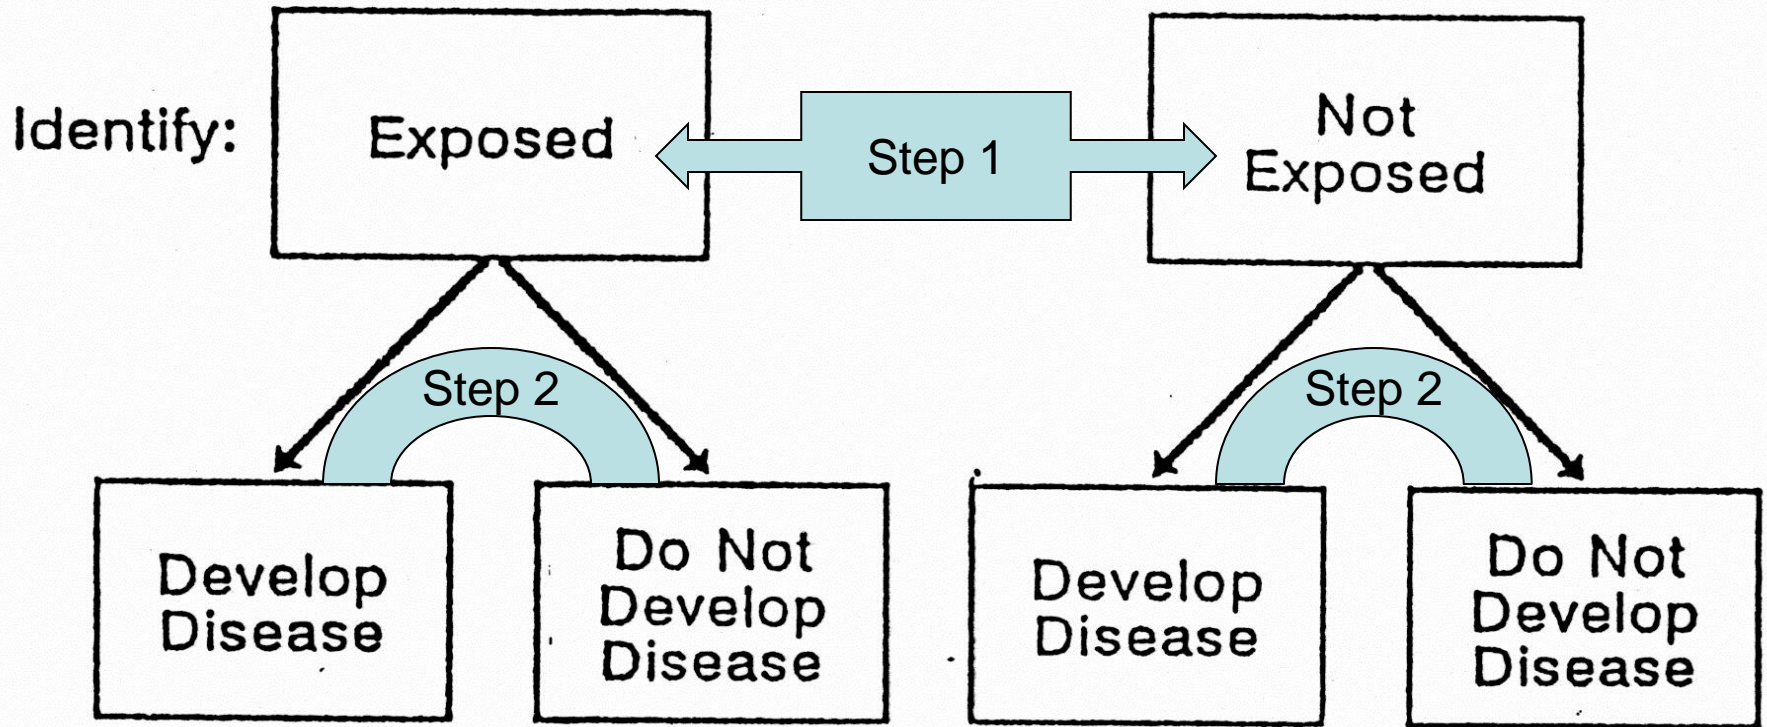 Identify:
Exposed
Step 1
Not
Exposed
Step 2
Step 2
Develop
Disease
Do Not
Develop
Disease
Develop
Disease
Do Not
Develop
Disease